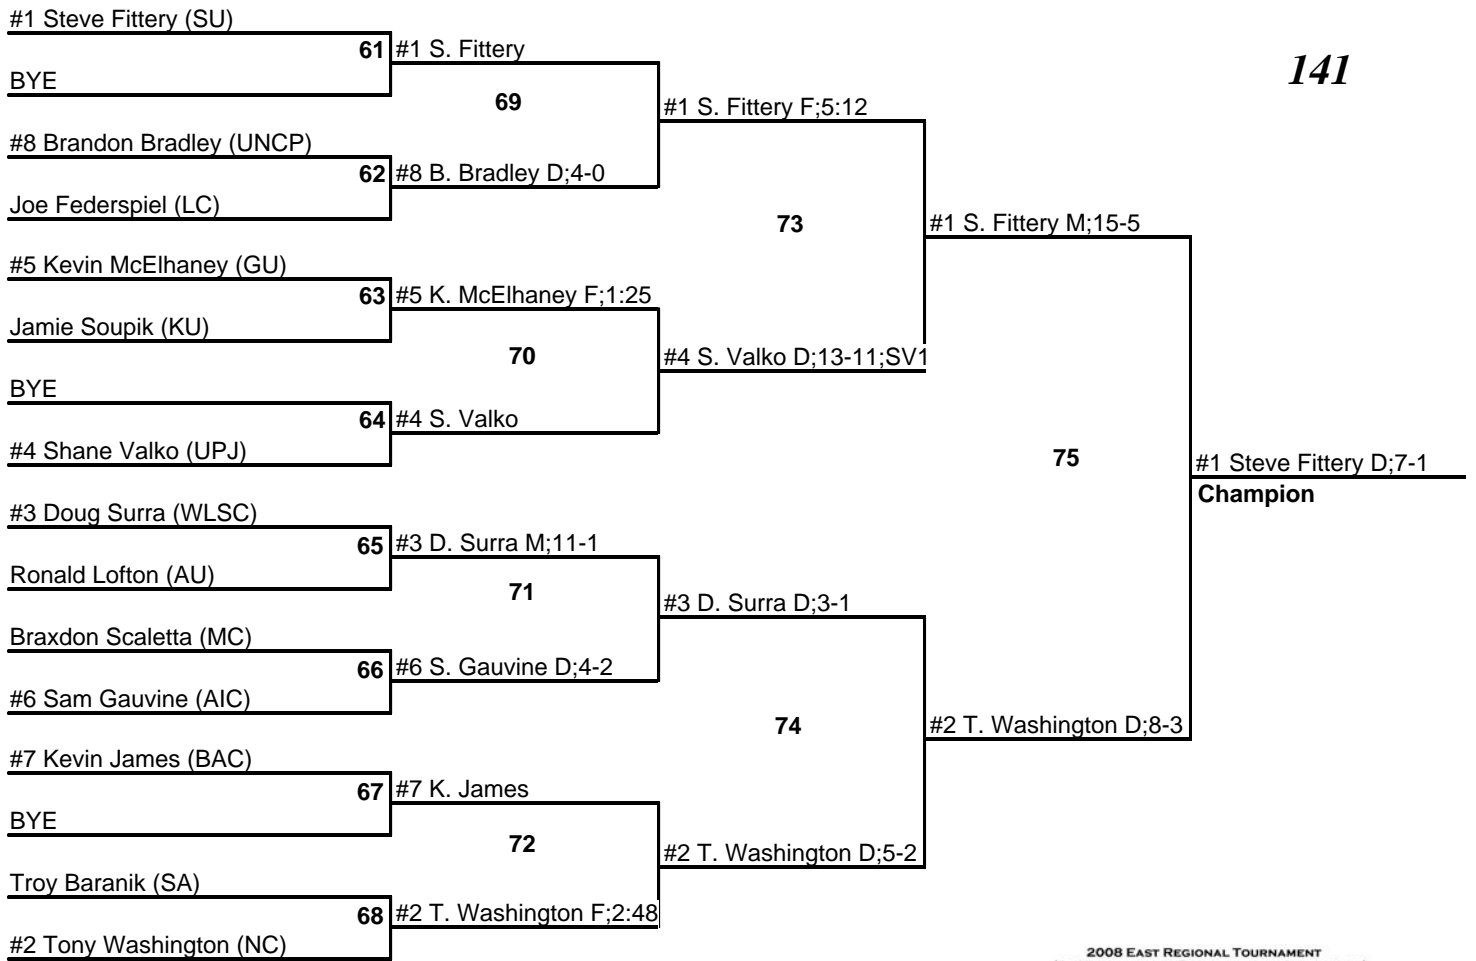 #1 Steve Fittery (SU)
61
#1 S. Fittery
BYE
141
69
#1 S. Fittery F;5:12
#8 Brandon Bradley (UNCP)
62
#8 B. Bradley D;4-0
Joe Federspiel (LC)
73
#1 S. Fittery M;15-5
#5 Kevin McElhaney (GU)
63
#5 K. McElhaney F;1:25
Jamie Soupik (KU)
70
#4 S. Valko D;13-11;SV1
BYE
64
#4 S. Valko
#4 Shane Valko (UPJ)
75
#1 Steve Fittery D;7-1
Champion
#3 Doug Surra (WLSC)
65
#3 D. Surra M;11-1
Ronald Lofton (AU)
71
#3 D. Surra D;3-1
Braxdon Scaletta (MC)
66
#6 S. Gauvine D;4-2
#6 Sam Gauvine (AIC)
74
#2 T. Washington D;8-3
#7 Kevin James (BAC)
67
#7 K. James
BYE
72
#2 T. Washington D;5-2
Troy Baranik (SA)
68
#2 T. Washington F;2:48
#2 Tony Washington (NC)
2008 EAST REGIONAL TOURNAMENT